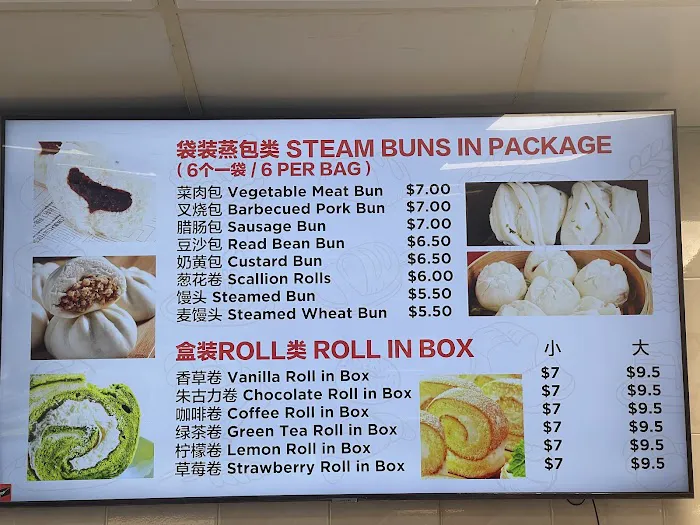 袋装蒸包类 STEAM BUNS IN PACKAGE
( 6个一袋 / 6 PER BAG )
菜肉包 Vegetable Meat Bun $7.00
叉烧包 Barbecued Pork Bun $7.00
腊肠包 Sausage Bun $7.00
豆沙包 Read Bean Bun $6.50
奶黄包 Custard Bun $6.50
葱花卷 Scallion Rolls $6.00
馒头 Steamed Bun $5.50
麦馒头 Steamed Wheat Bun $5.50
盒装ROLL类 ROLL IN BOX 小 大
香草卷 Vanilla Roll in Box $7 $9.5
朱古力卷 Chocolate Roll in Box $7 $9.5
咖啡卷 Coffee Roll in Box $7 $9.5
绿茶卷 Green Tea Roll in Box $7 $9.5
柠檬卷 Lemon Roll in Box $7 $9.5
草莓卷 Strawberry Roll in Box $7 $9.5